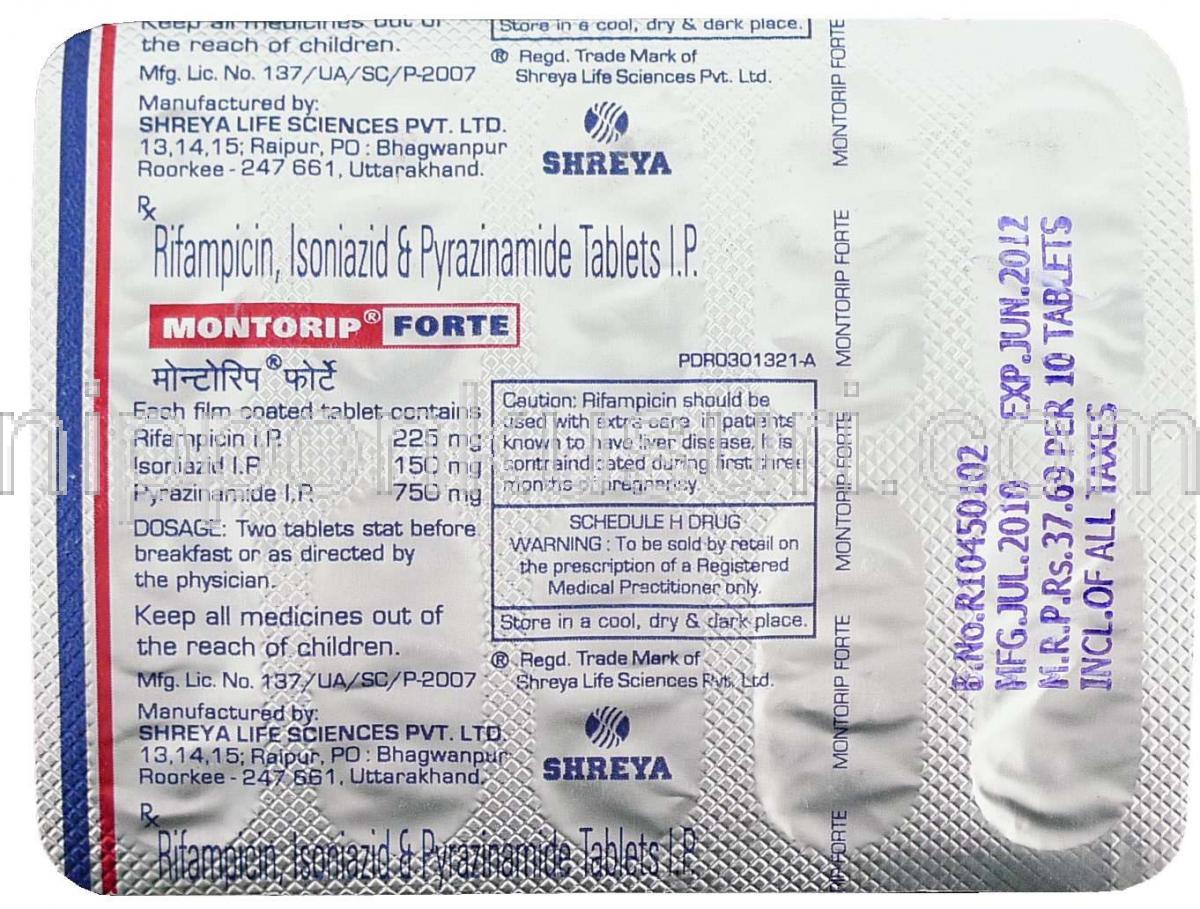 Keep all medicines out of
the reach of children.
Mfg. Lic. No. 137/UA/SC/P-2007
Manufactured by:
SHREYA LIFE SCIENCES PVT. LTD.
13,14,15; Raipur, PO : Bhagwanpur
Roorkee - 247 661, Uttarakhand.
Store in a cool, dry & dark place.
® Regd. Trade Mark of
Shreya Life Sciences Pvt. Ltd.
SHREYA
Rx
Rifampicin, Isoniazid & Pyrazinamide Tablets I.P.
MONTORIP® FORTE
मोन्टोरिप® फोर्टे
PDR0301321-A
Each film coated tablet contains
Rifampicin I.P. 225 mg
Isoniazid I.P. 150 mg
Pyrazinamide I.P. 750 mg
DOSAGE: Two tablets stat before
breakfast or as directed by
the physician.
Keep all medicines out of
the reach of children.
Mfg. Lic. No. 137/UA/SC/P-2007
Manufactured by:
SHREYA LIFE SCIENCES PVT. LTD.
13,14,15; Raipur, PO : Bhagwanpur
Roorkee - 247 661, Uttarakhand.
Caution: Rifampicin should be
used with extra care in patients
known to have liver disease. It is
contraindicated during first three
months of pregnancy.
SCHEDULE H DRUG
WARNING : To be sold by retail on
the prescription of a Registered
Medical Practitioner only.
Store in a cool, dry & dark place.
® Regd. Trade Mark of
Shreya Life Sciences Pvt. Ltd.
SHREYA
Rx
Rifampicin, Isoniazid & Pyrazinamide Tablets I.P.
MONTORIP FORTE
MONTORIP FORTE
MONTORIP FORTE
MONTORIP FORTE
RIP FORTE
B.No.R10450102
MFG.JUL.2010 EXP.JUN.2012
M.R.P.Rs.37.69 PER 10 TABLETS
INCL.OF ALL TAXES
nipponkusuri.com